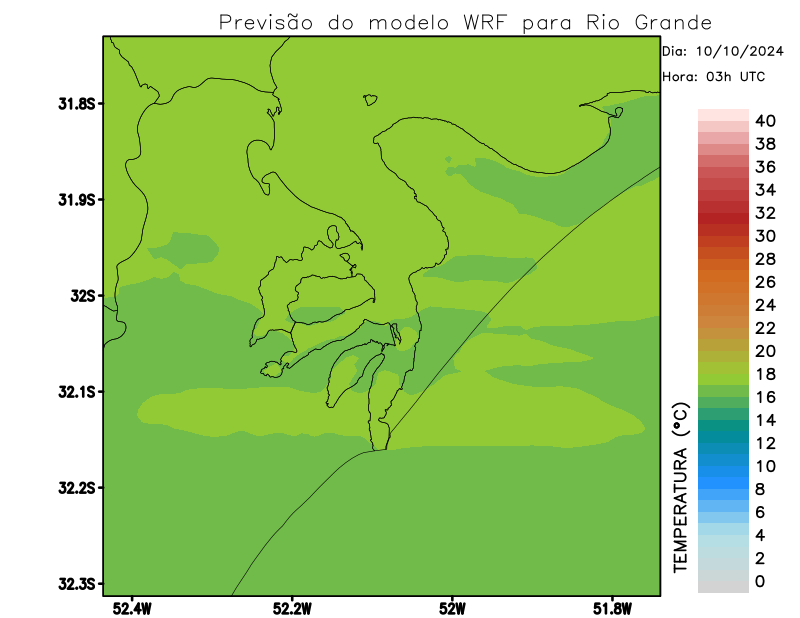 Previsão do modelo WRF para Rio Grande
Dia: 10/10/2024
Hora: 03h UTC
31.8S
31.9S
32S
32.1S
32.2S
32.3S
52.4W
52.2W
52W
51.8W
TEMPERATURA (°C)
40
38
36
34
32
30
28
26
24
22
20
18
16
14
12
10
8
6
4
2
0